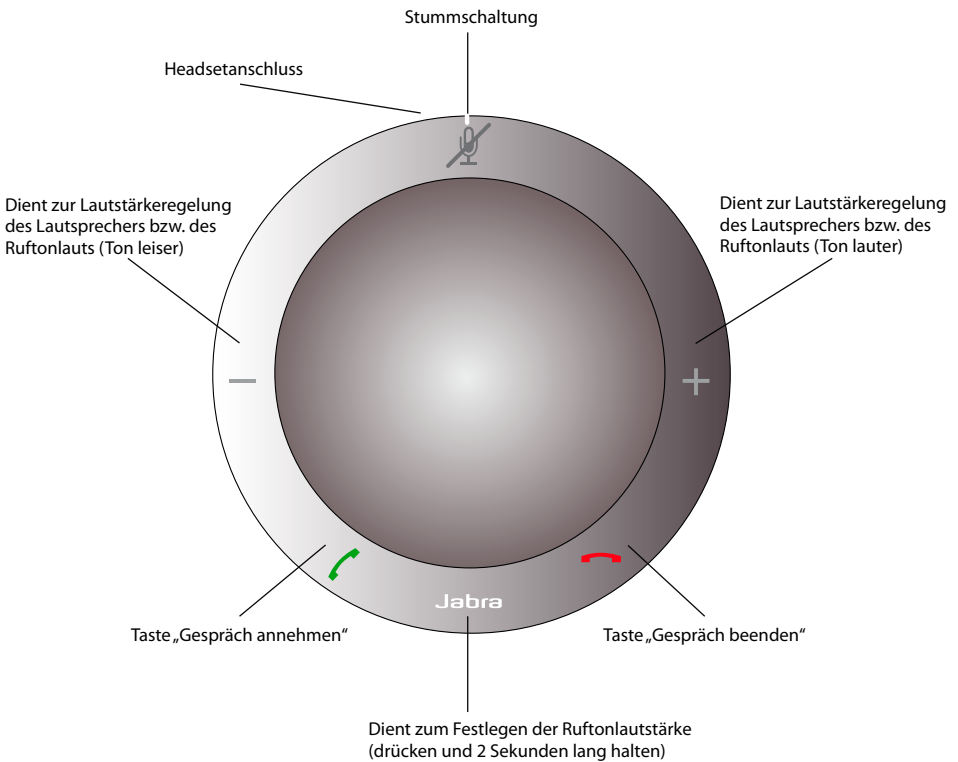 Stummschaltung
Headsetanschluss
Dient zur Lautstärkeregelung
des Lautsprechers bzw. des
Ruftonlauts (Ton leiser)
Dient zur Lautstärkeregelung
des Lautsprechers bzw. des
Ruftonlauts (Ton lauter)
Jabra
Taste „Gespräch annehmen“
Taste „Gespräch beenden“
Dient zum Festlegen der Ruftonlautstärke
(drücken und 2 Sekunden lang halten)